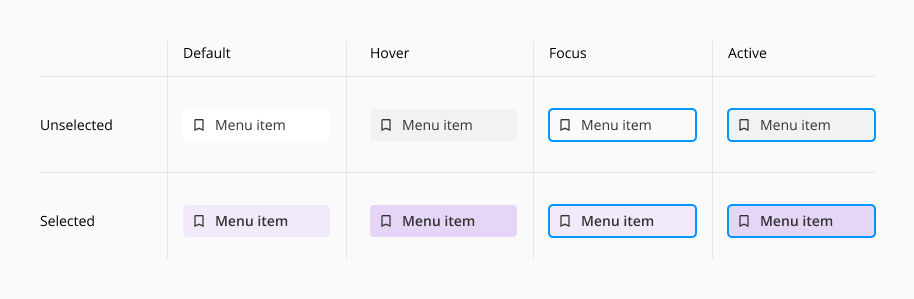 Default Hover Focus Active
Unselected Menu item Menu item Menu item Menu item
Selected Menu item Menu item Menu item Menu item